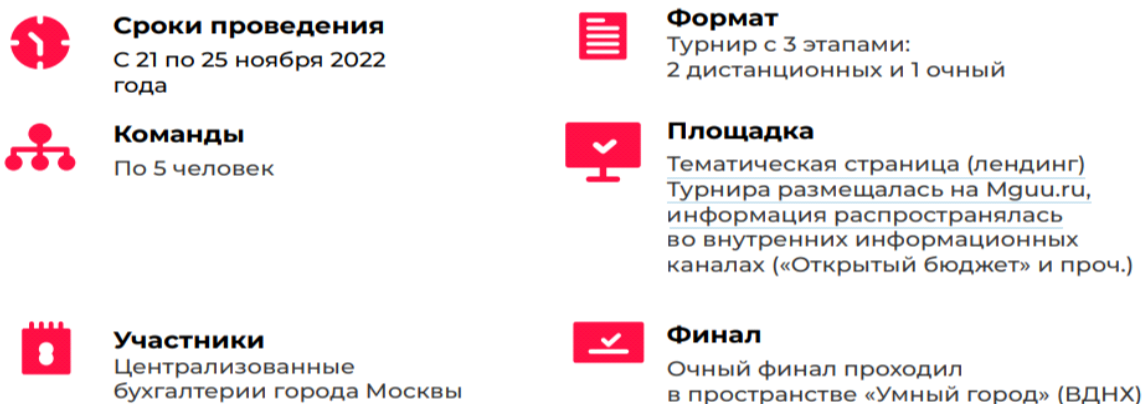 Сроки проведения
С 21 по 25 ноября 2022
года
Формат
Турнир с 3 этапами:
2 дистанционных и 1 очный
Команды
По 5 человек
Площадка
Тематическая страница (лендинг)
Турнира размещалась на Mguu.ru,
информация распространялась
во внутренних информационных
каналах («Открытый бюджет» и проч.)
Участники
Централизованные
бухгалтерии города Москвы
Финал
Очный финал проходил
в пространстве «Умный город» (ВДНХ)